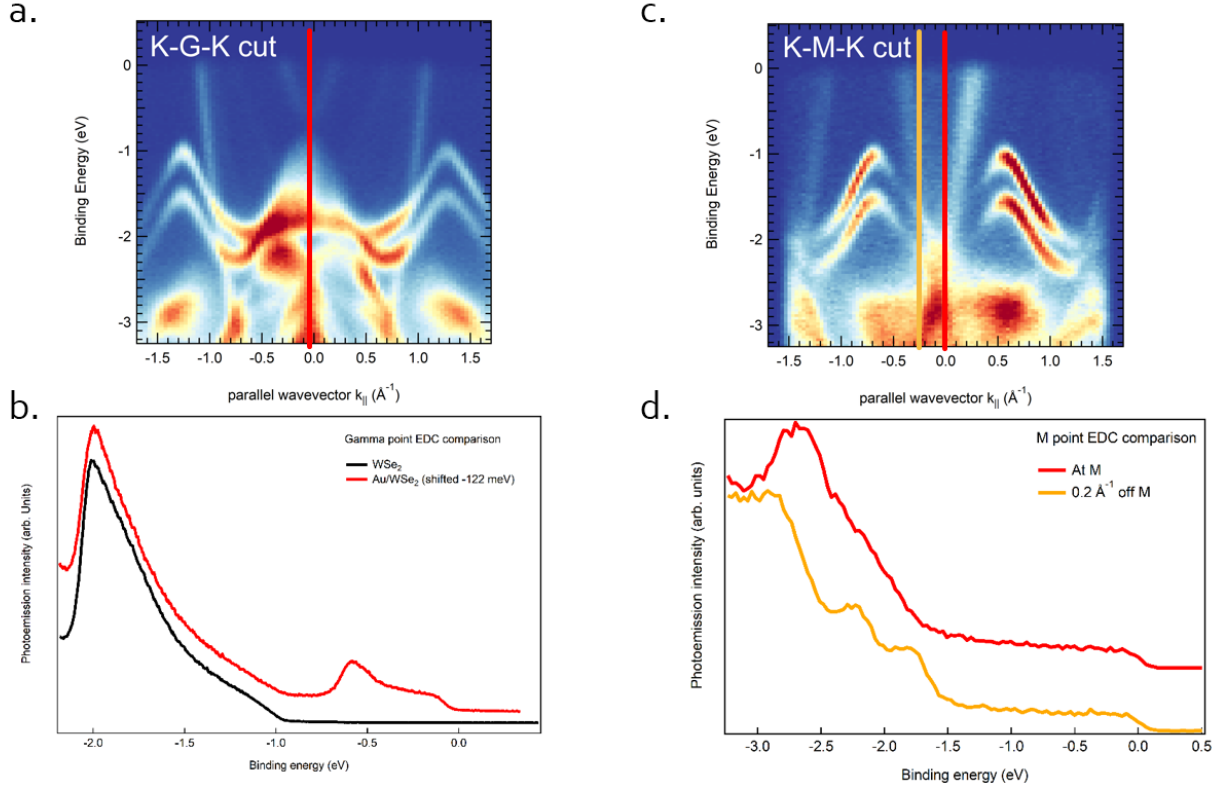 a.
K-G-K cut
Binding Energy (eV)
0
-1
-2
-3
-1.5 -1.0 -0.5 0.0 0.5 1.0 1.5
parallel wavevector k|| (Å-1)
c.
K-M-K cut
Binding Energy (eV)
0
-1
-2
-3
-1.5 -1.0 -0.5 0.0 0.5 1.0 1.5
parallel wavevector k|| (Å-1)
b.
Gamma point EDC comparison
WSe2
Au/WSe2 (shifted -122 meV)
Photoemission intensity (arb. Units)
-2.0 -1.5 -1.0 -0.5 0.0
Binding energy (eV)
d.
M point EDC comparison
At M
0.2 Å-1 off M
Photoemission intensity (arb. units)
-3.0 -2.5 -2.0 -1.5 -1.0 -0.5 0.0 0.5
Binding energy (eV)